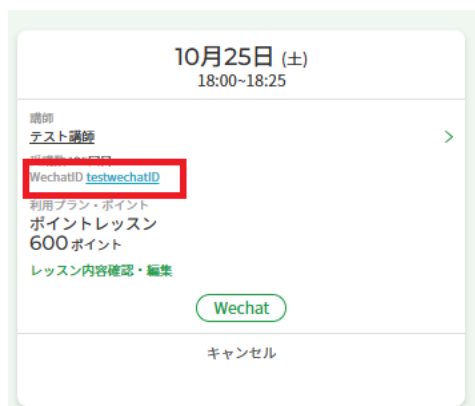 10月25日 (土)
18:00~18:25
講師
テスト講師
WechatID testwechatID
利用プラン・ポイント
ポイントレッスン
600 ポイント
レッスン内容確認・編集
Wechat
キャンセル